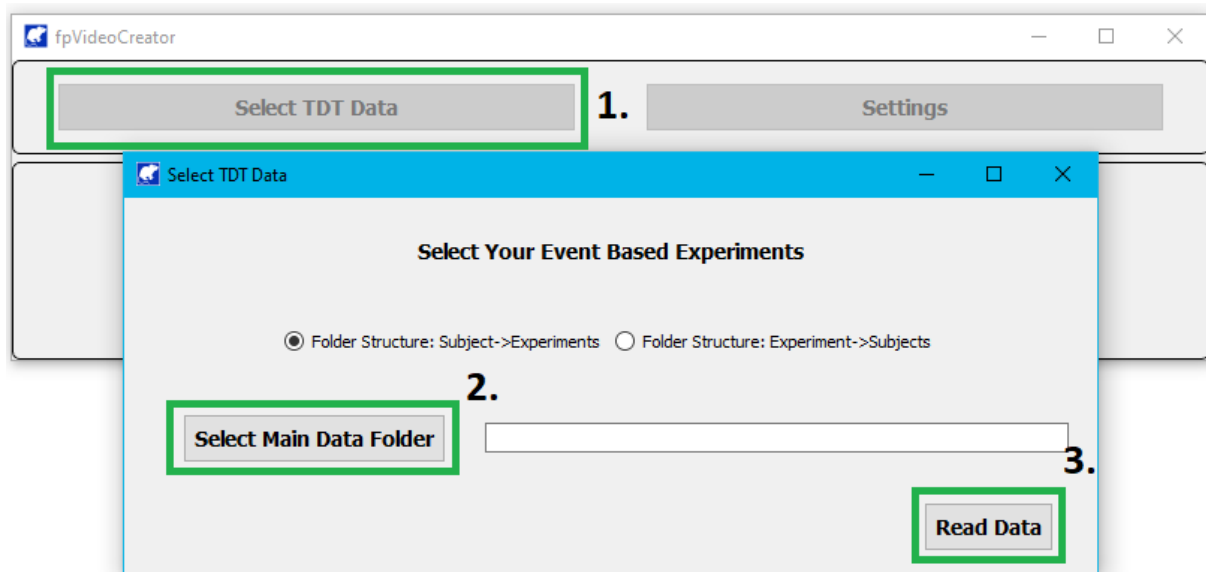 fpVideoCreator
Select TDT Data 1. Settings
Select TDT Data
Select Your Event Based Experiments
Folder Structure: Subject->Experiments Folder Structure: Experiment->Subjects
2.
Select Main Data Folder
3.
Read Data